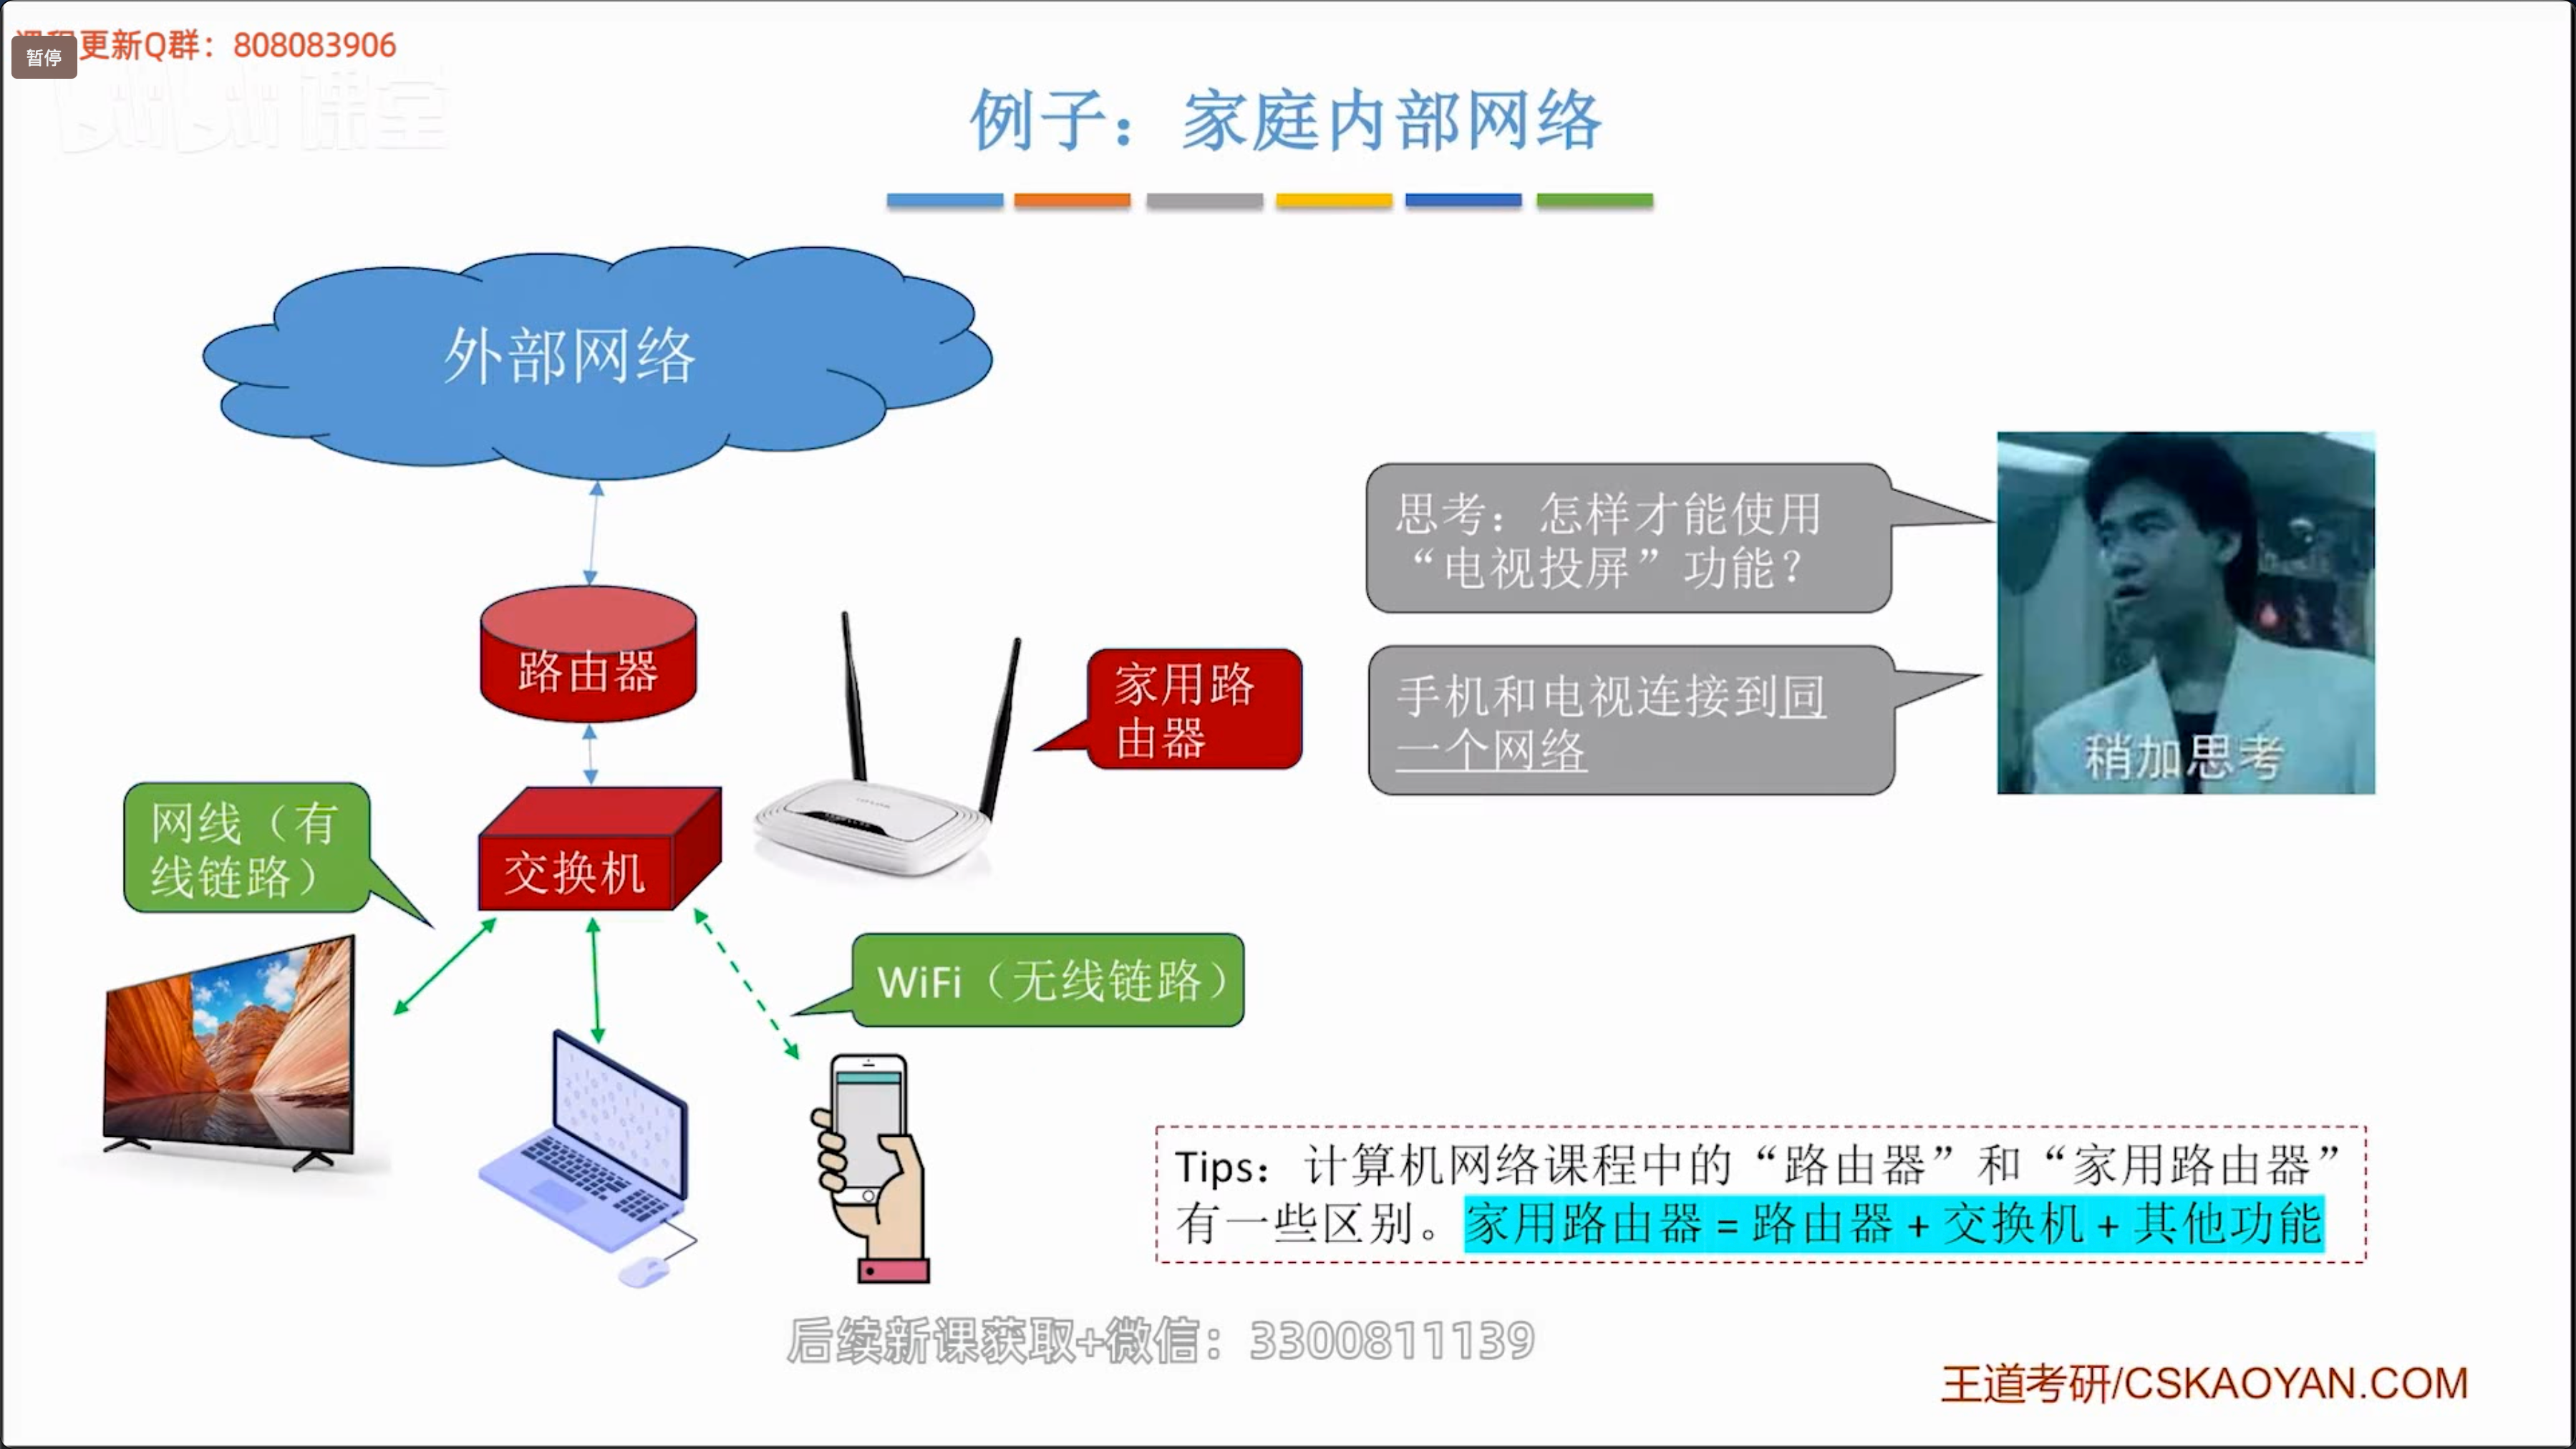 更新Q群：808083906
暂停
bilibili 课堂
例子：家庭内部网络
外部网络
思考：怎样才能使用
“电视投屏”功能？
路由器
家用路
由器
手机和电视连接到同
一个网络
稍加思考
网线（有
线链路）
交换机
WiFi（无线链路）
Tips：计算机网络课程中的“路由器”和“家用路由器”
有一些区别。家用路由器 = 路由器 + 交换机 + 其他功能
后续新课获取+微信：3300811139
王道考研/CSKAOYAN.COM